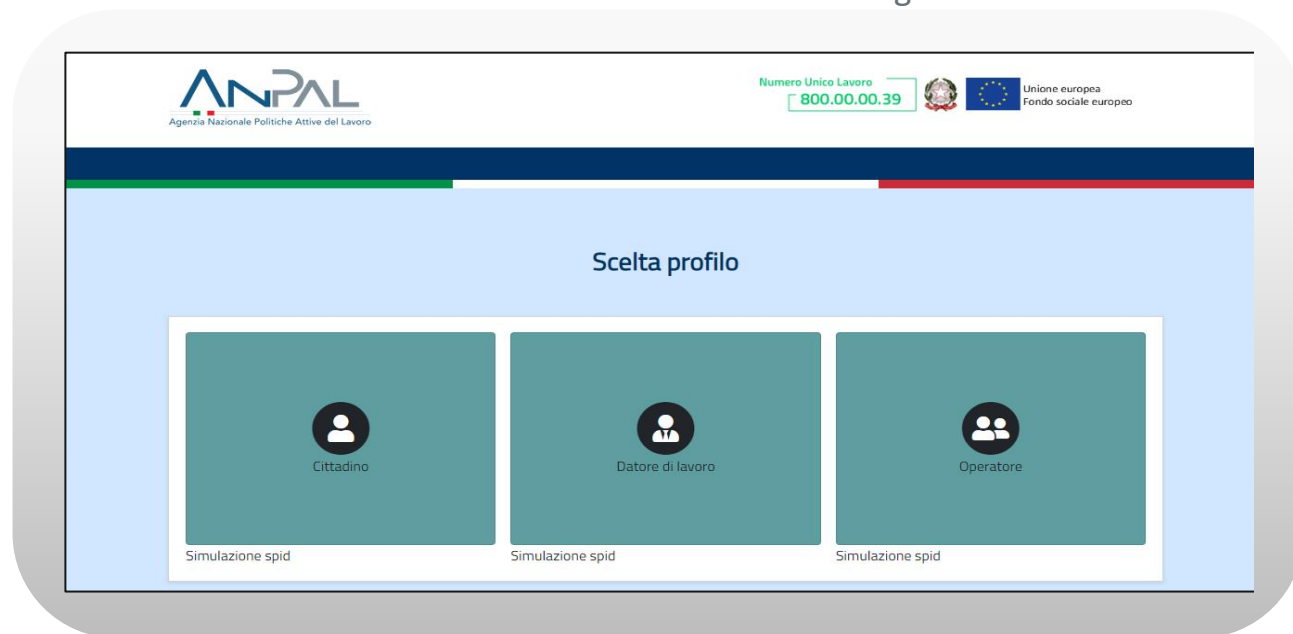 ANPAL
Agenzia Nazionale Politiche Attive del Lavoro
Numero Unico Lavoro
800.00.00.39
Unione europea
Fondo sociale europeo
Scelta profilo
Cittadino
Datore di lavoro
Operatore
Simulazione spid
Simulazione spid
Simulazione spid